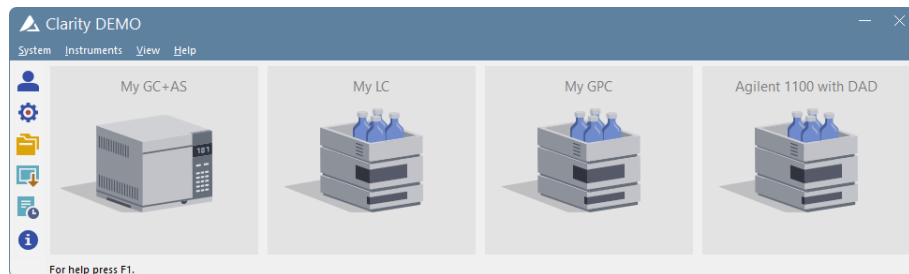 Clarity DEMO
System Instruments View Help
My GC+AS My LC My GPC Agilent 1100 with DAD
181
For help press F1.